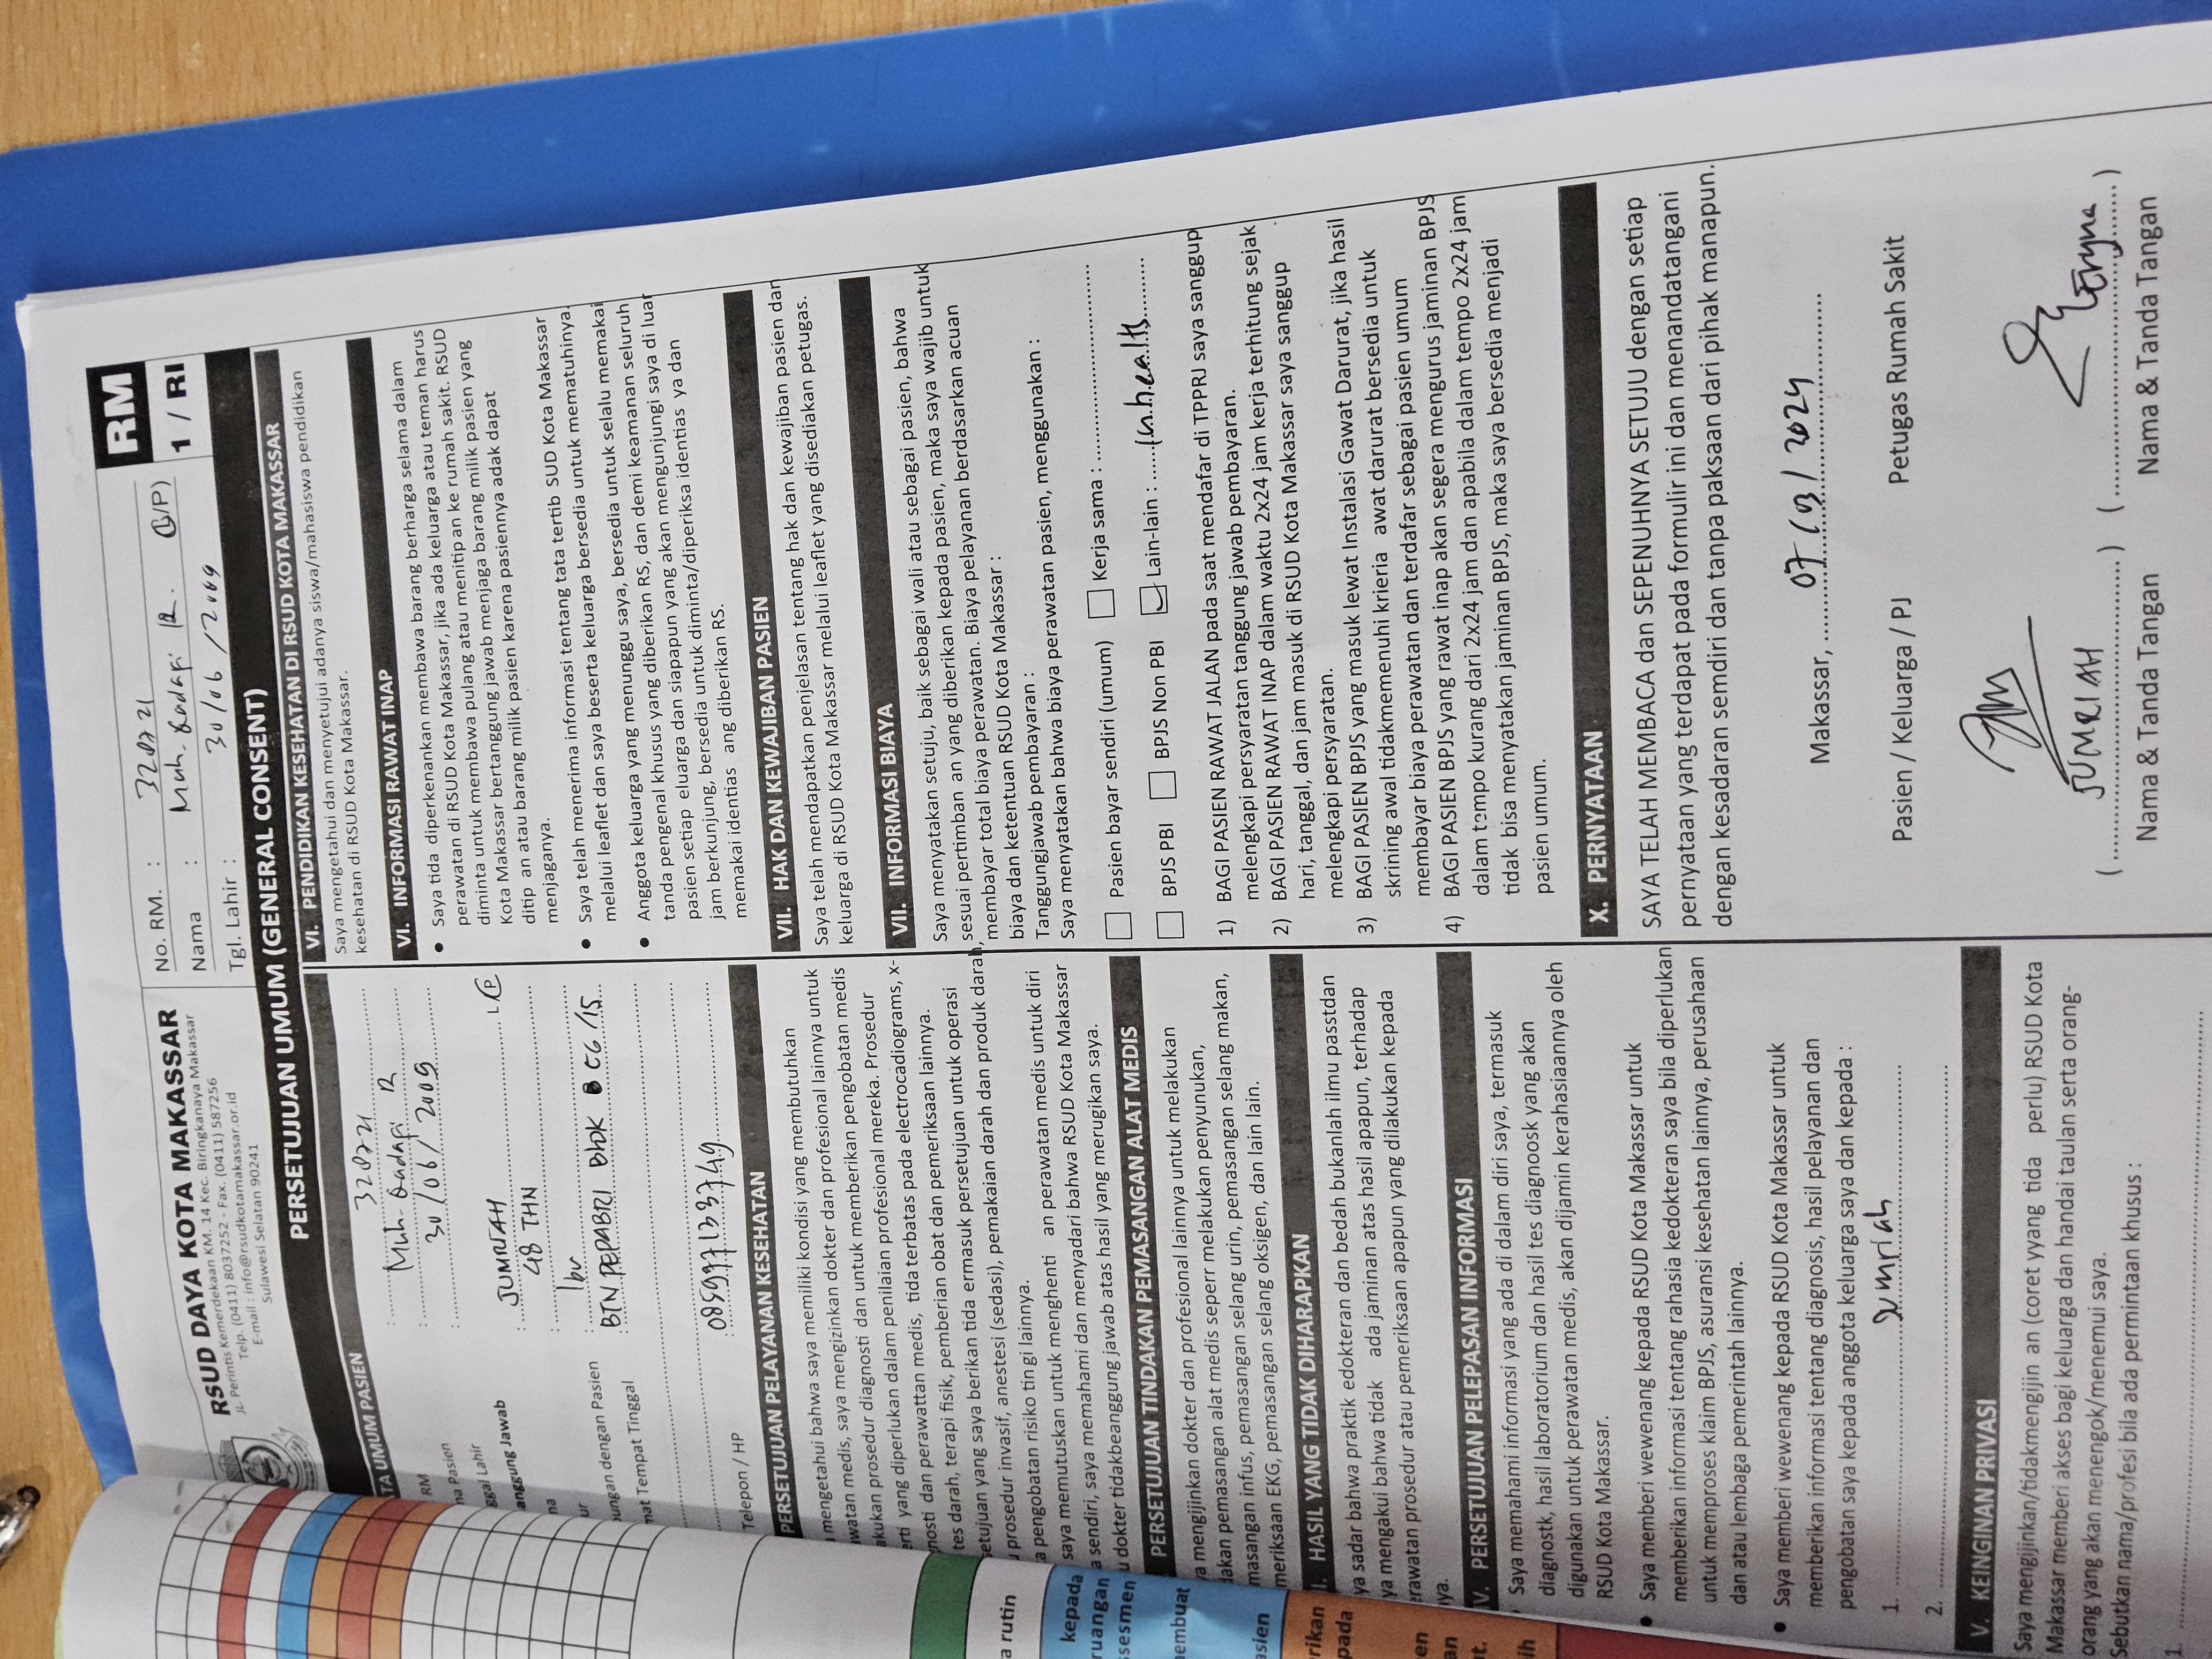 RSUD DAYA KOTA MAKASSAR
JL. Perintis Kemerdekaan KM. 14 Kec. Biringkanaya Makassar
Telp. (0411) 8037252 - Fax. (0411) 587256
E-mail : info@rsudkotamakassar.or.id
Sulawesi Selatan 90241
No. RM. : 320721
Nama : Muh. Qadapi R. (L/P)
Tgl. Lahir : 30/06/2009
RM
1 / RI
PERSETUJUAN UMUM (GENERAL CONSENT)
TA UMUM PASIEN
RM : 320721
na Pasien : Muh. Qadapi R
ggal Lahir : 30/06/2009
anggung Jawab
na : JUMRIAH L/P
ur : 48 THN
ungan dengan Pasien : Ibu
mat Tempat Tinggal : BTN PEPABRI Blok C6/15
Telepon / HP : 085997133749
PERSETUJUAN PELAYANAN KESEHATAN
mengetahui bahwa saya memiliki kondisi yang membutuhkan
watan medis, saya mengizinkan dokter dan profesional lainnya untuk
akukan prosedur diagnosti dan untuk memberikan pengobatan medis
erti yang diperlukan dalam penilaian profesional mereka. Prosedur
nosti dan perawattan medis, tida terbatas pada electrocadiograms, x-
tes darah, terapi fisik, pemberian obat dan pemeriksaan lainnya.
etujuan yang saya berikan tida ermasuk persetujuan untuk operasi
prosedur invasif, anestesi (sedasi), pemakaian darah dan produk darah,
a pengobatan risiko tin gi lainnya.
saya memutuskan untuk menghenti an perawatan medis untuk diri
a sendiri, saya memahami dan menyadari bahwa RSUD Kota Makassar
u dokter tidakbeanggung jawab atas hasil yang merugikan saya.
PERSETUJUAN TINDAKAN PEMASANGAN ALAT MEDIS
ya mengijinkan dokter dan profesional lainnya untuk melakukan
dakan pemasangan alat medis seperr melakukan penyunukan,
masangan infus, pemasangan selang urin, pemasangan selang makan,
meriksaan EKG, pemasangan selang oksigen, dan lain lain.
I. HASIL YANG TIDAK DIHARAPKAN
ya sadar bahwa praktik edokteran dan bedah bukanlah ilmu passtdan
ya mengakui bahwa tidak ada jaminan atas hasil apapun, terhadap
erawatan prosedur atau pemeriksaan apapun yang dilakukan kepada
ya.
V. PERSETUJUAN PELEPASAN INFORMASI
Saya memahami informasi yang ada di dalam diri saya, termasuk
diagnostk, hasil laboratorium dan hasil tes diagnoosk yang akan
digunakan untuk perawatan medis, akan dijamin kerahasiaannya oleh
RSUD Kota Makassar.
• Saya memberi wewenang kepada RSUD Kota Makassar untuk
memberikan informasi tentang rahasia kedokteran saya bila diperlukan
untuk memproses klaim BPJS, asuransi kesehatan lainnya, perusahaan
dan atau lembaga pemerintah lainnya.
• Saya memberi wewenang kepada RSUD Kota Makassar untuk
memberikan informasi tentang diagnosis, hasil pelayanan dan
pengobatan saya kepada anggota keluarga saya dan kepada :
1. Jumriah
2.
V. KEINGINAN PRIVASI
Saya mengijinkan/tidakmengijin an (coret yyang tida perlu) RSUD Kota
Makassar memberi akses bagi keluarga dan handai taulan serta orang-
orang yang akan menengok/menemui saya.
Sebutkan nama/profesi bila ada permintaan khusus :
1.
VI. PENDIDIKAN KESEHATAN DI RSUD KOTA MAKASSAR
Saya mengetahui dan menyetujui adanya siswa/mahasiswa pendidikan
kesehatan di RSUD Kota Makassar.
VI. INFORMASI RAWAT INAP
• Saya tida diperkenankan membawa barang berharga selama dalam
perawatan di RSUD Kota Makassar, jika ada keluarga atau teman harus
diminta untuk membawa pulang atau menitip an ke rumah sakit. RSUD
Kota Makassar bertanggung jawab menjaga barang milik pasien yang
ditip an atau barang milik pasien karena pasiennya adak dapat
menjaganya.
• Saya telah menerima informasi tentang tata tertib SUD Kota Makassar
melalui leaflet dan saya beserta keluarga bersedia untuk mematuhinya.
• Anggota keluarga yang menunggu saya, bersedia untuk selalu memakai
tanda pengenal khusus yang diberikan RS, dan demi keamanan seluruh
pasien setiap eluarga dan siapapun yang akan mengunjungi saya di luar
jam berkunjung, bersedia untuk diminta/diperiksa identias ya dan
memakai identias ang diberikan RS.
VII. HAK DAN KEWAJIBAN PASIEN
Saya telah mendapatkan penjelasan tentang hak dan kewajiban pasien dan
keluarga di RSUD Kota Makassar melalui leaflet yang disediakan petugas.
VII. INFORMASI BIAYA
Saya menyatakan setuju, baik sebagai wali atau sebagai pasien, bahwa
sesuai pertimban an yang diberikan kepada pasien, maka saya wajib untuk
membayar total biaya perawatan. Biaya pelayanan berdasarkan acuan
biaya dan ketentuan RSUD Kota Makassar :
Tanggungjawab pembayaran :
Saya menyatakan bahwa biaya perawatan pasien, menggunakan :
Pasien bayar sendiri (umum) Kerja sama :
BPJS PBI BPJS Non PBI Lain-lain : Inhealth
1) BAGI PASIEN RAWAT JALAN pada saat mendafar di TPPRJ saya sanggup
melengkapi persyaratan tanggung jawab pembayaran.
2) BAGI PASIEN RAWAT INAP dalam waktu 2x24 jam kerja terhitung sejak
hari, tanggal, dan jam masuk di RSUD Kota Makassar saya sanggup
melengkapi persyaratan.
3) BAGI PASIEN BPJS yang masuk lewat Instalasi Gawat Darurat, jika hasil
skrining awal tidakmemenuhi krieria awat darurat bersedia untuk
membayar biaya perawatan dan terdafar sebagai pasien umum
4) BAGI PASIEN BPJS yang rawat inap akan segera mengurus jaminan BPJS
dalam tempo kurang dari 2x24 jam dan apabila dalam tempo 2x24 jam
tidak bisa menyatakan jaminan BPJS, maka saya bersedia menjadi
pasien umum.
X. PERNYATAAN
SAYA TELAH MEMBACA dan SEPENUHNYA SETUJU dengan setiap
pernyataan yang terdapat pada formulir ini dan menandatangani
dengan kesadaran semdiri dan tanpa paksaan dari pihak manapun.
Makassar, 07/03/2024
Pasien / Keluarga / PJ Petugas Rumah Sakit
(JUMRIAH) (Eryna)
Nama & Tanda Tangan Nama & Tanda Tangan
a rutin
kepada
ruangan
sesmen
embuat
asien
rikan
pada
en
an
t.
ih